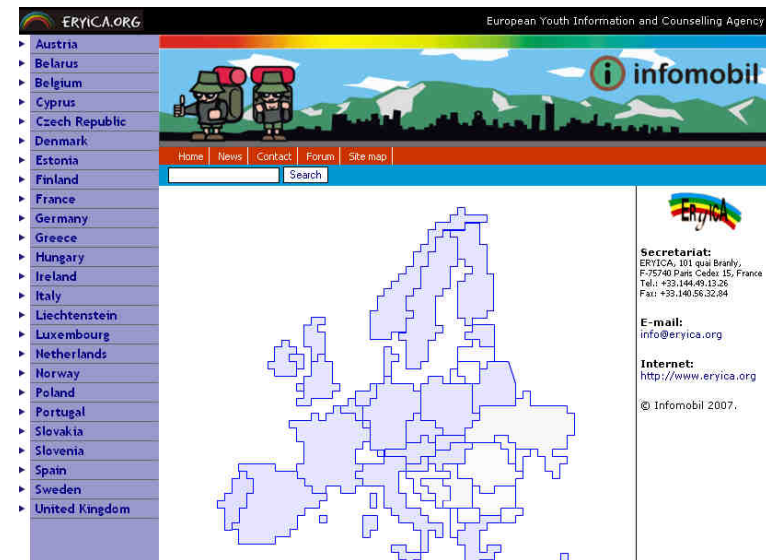 ERYICA.ORG
European Youth Information and Counselling Agency
Austria
Belarus
Belgium
Cyprus
Czech Republic
Denmark
Estonia
Finland
France
Germany
Greece
Hungary
Ireland
Italy
Liechtenstein
Luxembourg
Netherlands
Norway
Poland
Portugal
Slovakia
Slovenia
Spain
Sweden
United Kingdom
i infomobil
Home News Contact Forum Site map
Search
ERYICA
Secretariat:
ERYICA, 101 quai Branly,
F-75740 Paris Cedex 15, France
Tel.: +33.144.49.13.26
Fax: +33.140.56.32.84
E-mail:
info@eryica.org
Internet:
http://www.eryica.org
© Infomobil 2007.